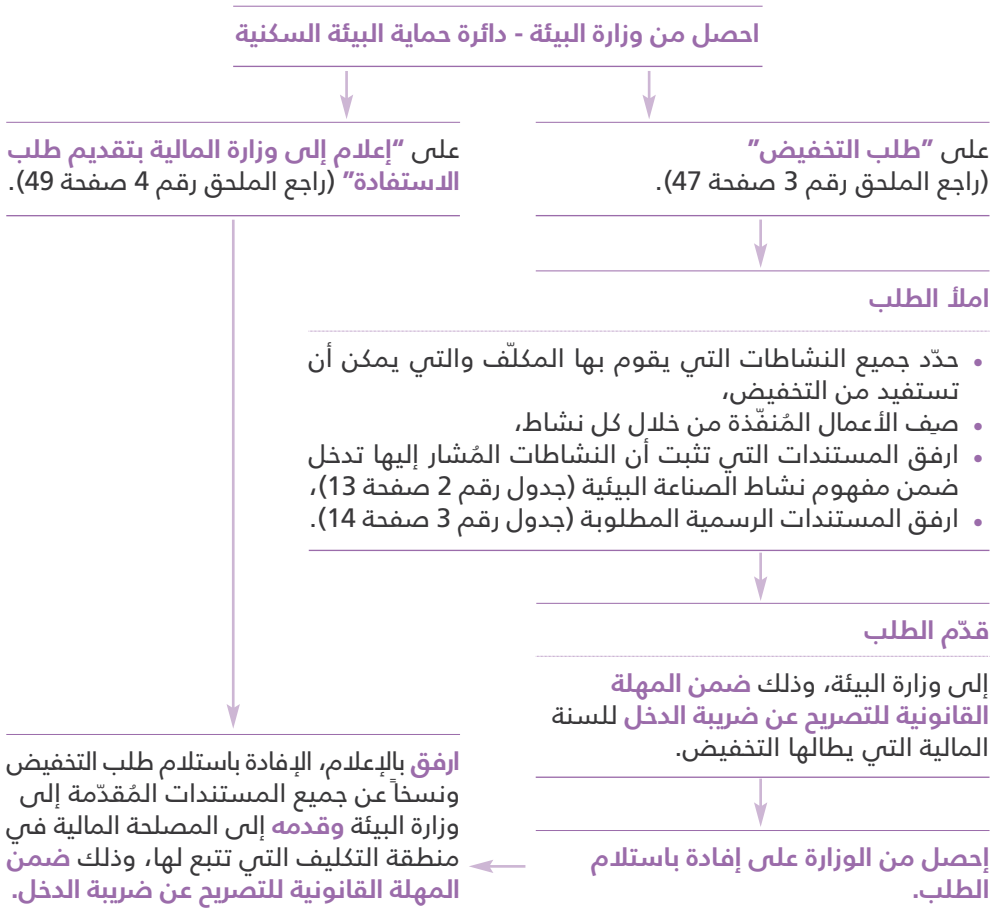 احصل من وزارة البيئة - دائرة حماية البيئة السكنية
على "طلب التخفيض"
(راجع الملحق رقم 3 صفحة 47).
على "إعلام إلى وزارة المالية بتقديم طلب
الاستفادة" (راجع الملحق رقم 4 صفحة 49).
املأ الطلب
• حدّد جميع النشاطات التي يقوم بها المكلّف والتي يمكن أن
تستفيد من التخفيض،
• صِف الأعمال المُنفّذة من خلال كل نشاط،
• ارفق المستندات التي تثبت أن النشاطات المُشار إليها تدخل
ضمن مفهوم نشاط الصناعة البيئية (جدول رقم 2 صفحة 13)،
• ارفق المستندات الرسمية المطلوبة (جدول رقم 3 صفحة 14).
قدّم الطلب
إلى وزارة البيئة، وذلك ضمن المهلة
القانونية للتصريح عن ضريبة الدخل للسنة
المالية التي يطالها التخفيض.
إحصل من الوزارة على إفادة باستلام
الطلب.
ارفق بالإعلام، الإفادة باستلام طلب التخفيض
ونسخاً عن جميع المستندات المُقدّمة إلى
وزارة البيئة وقدمه إلى المصلحة المالية في
منطقة التكليف التي تتبع لها، وذلك ضمن
المهلة القانونية للتصريح عن ضريبة الدخل.